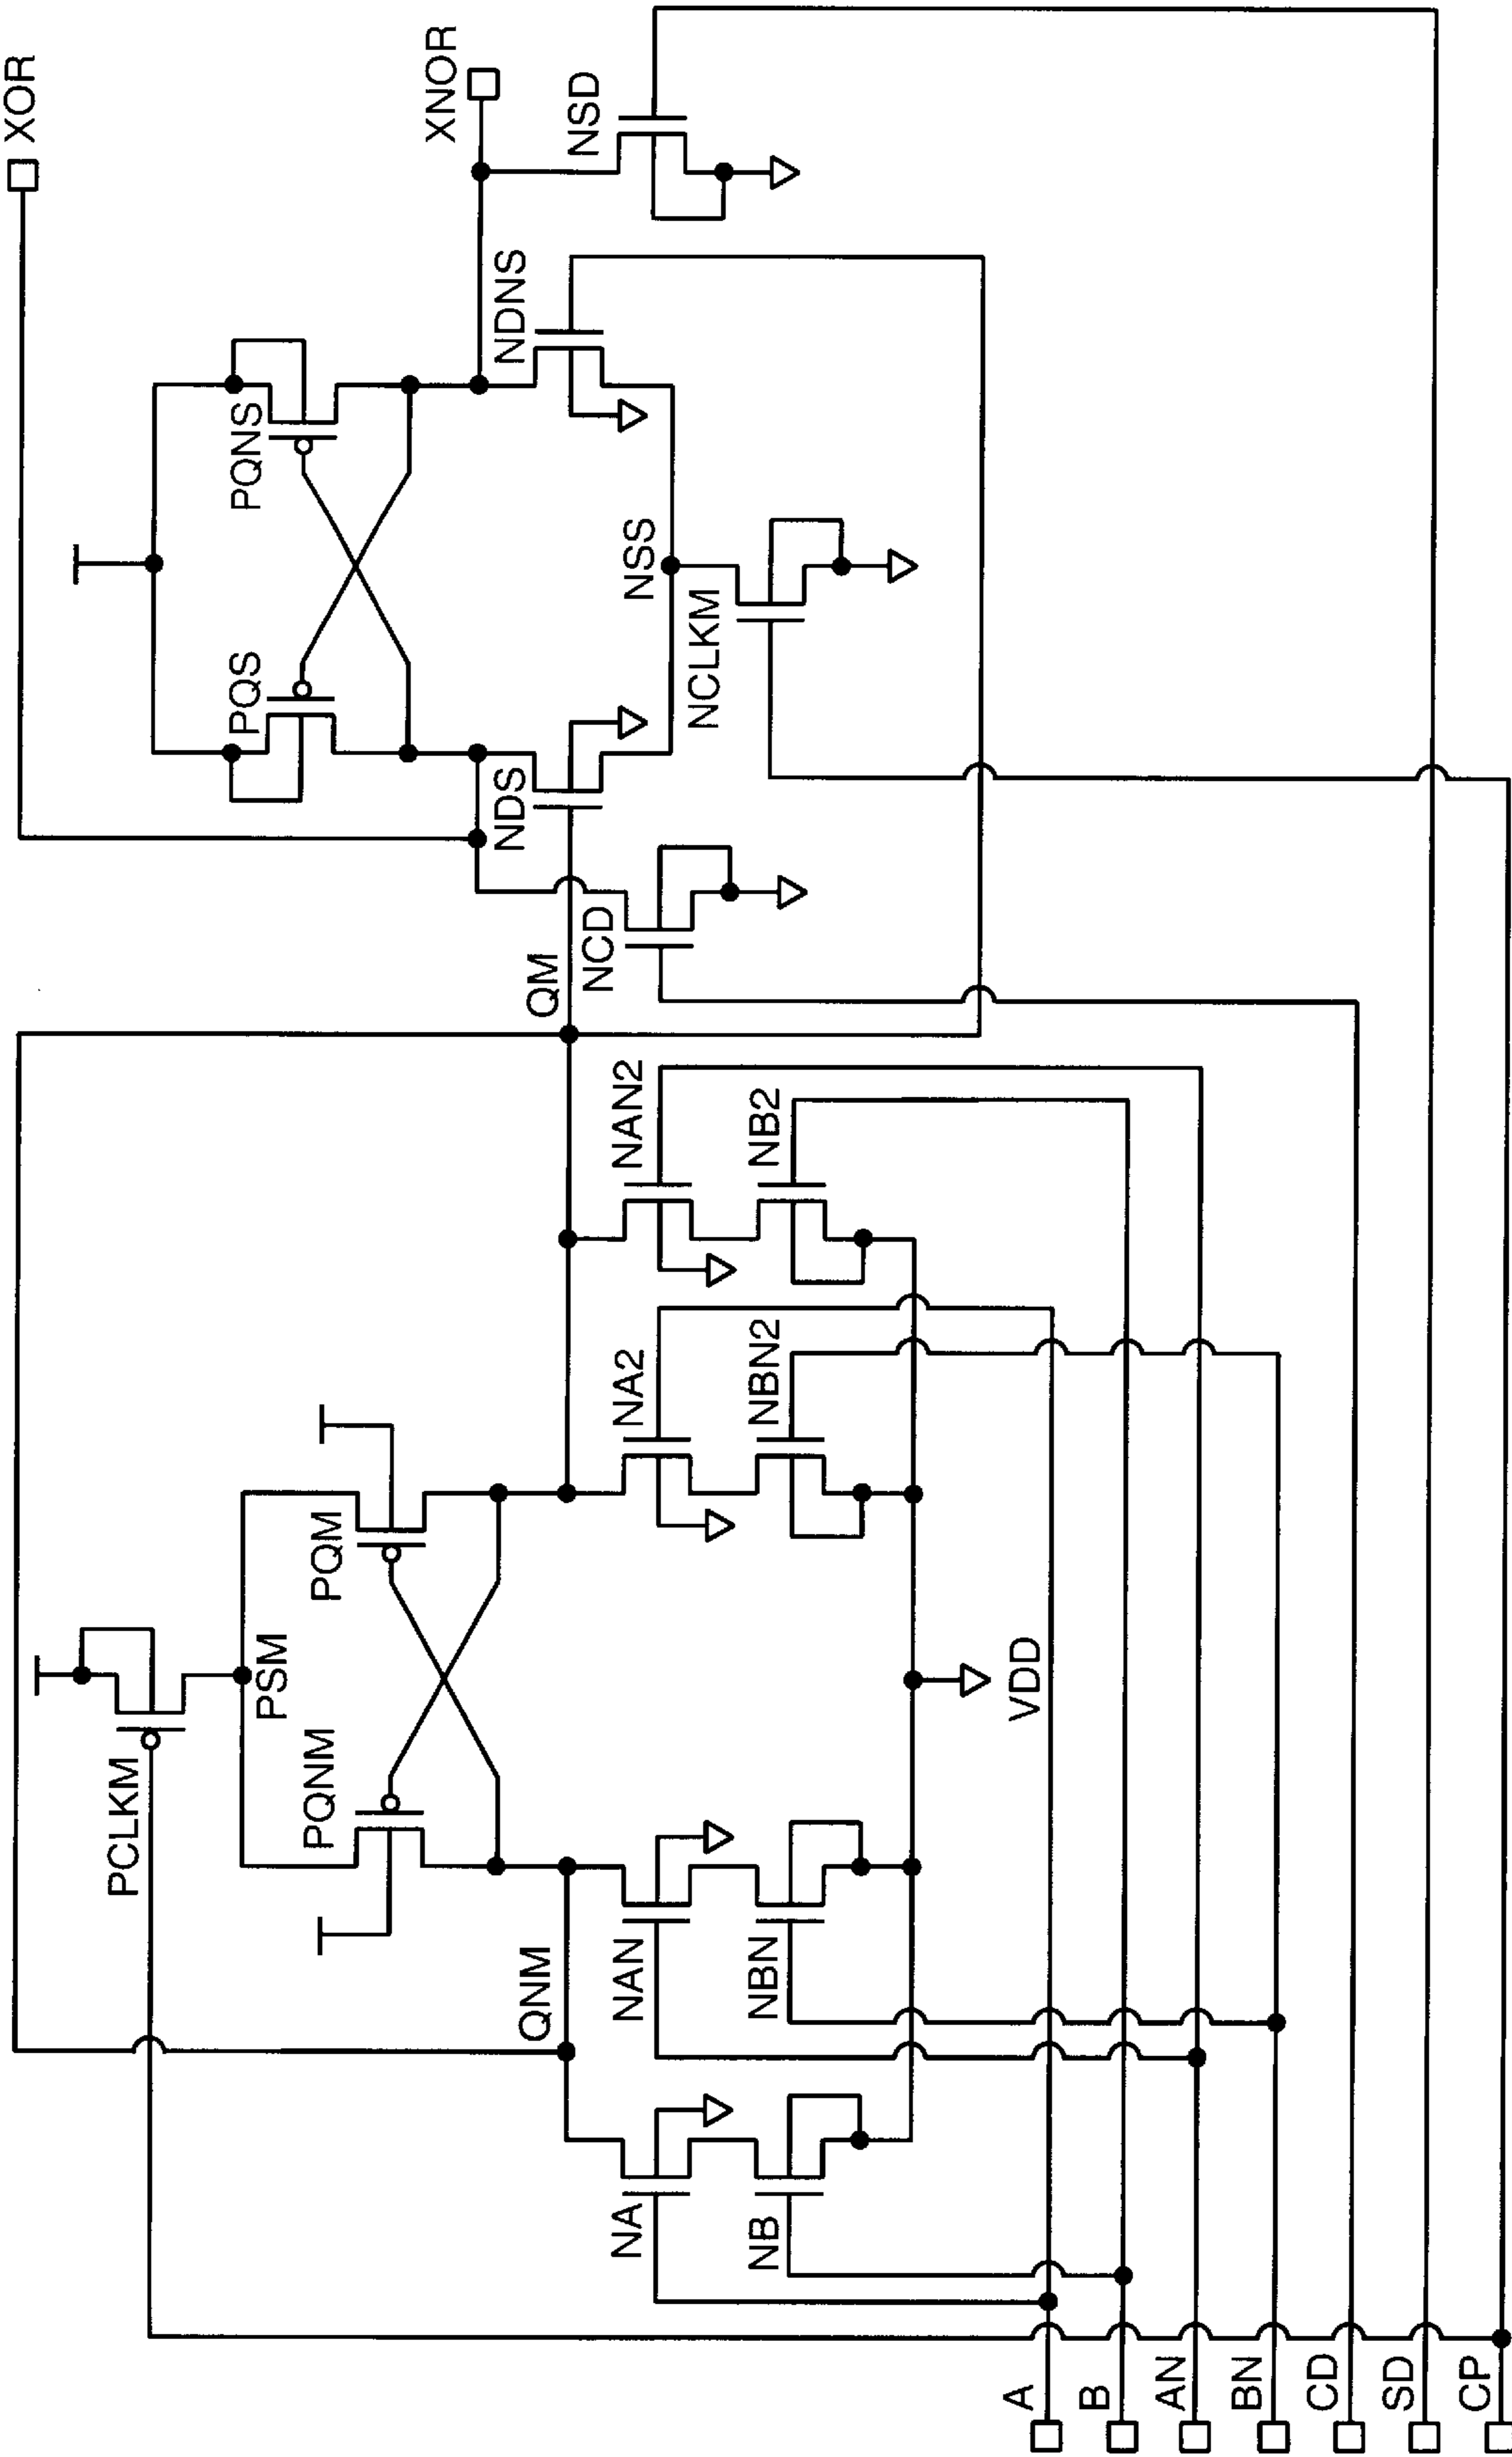 XOR
XNOR
NSD
NDNS
PQNS
NSS
NCLKM
PQS
NDS
NCD
QM
NAN2
NB2
NA2
NBN2
PQM
PSM
VDD
PCLKM
PQNM
QNM
NAN
NBN
NA
NB
A
B
AN
BN
CD
SD
CP